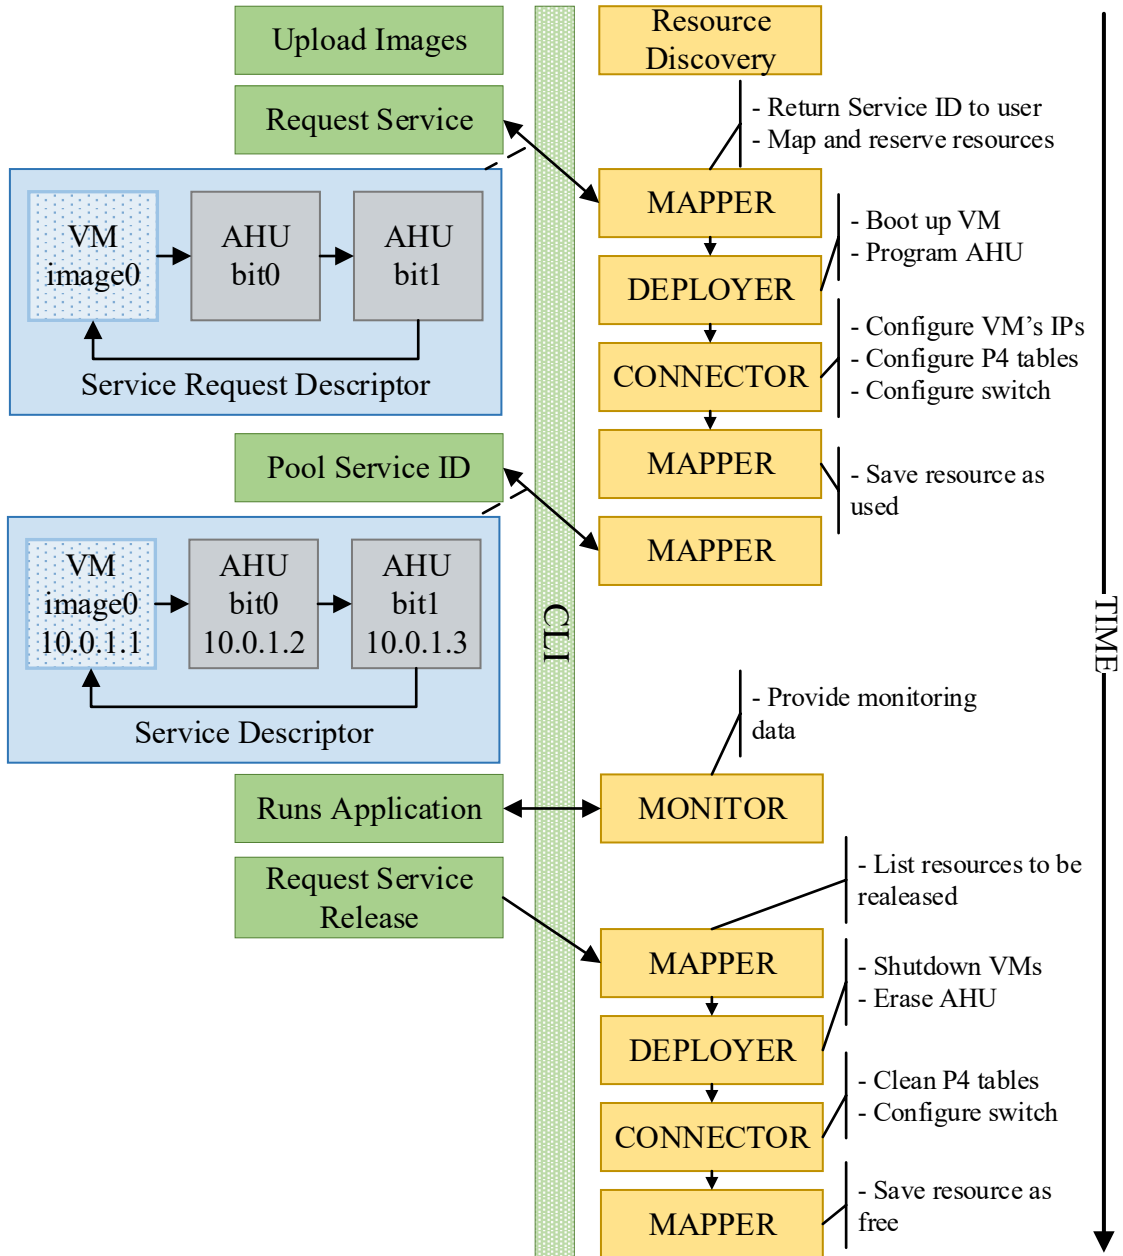 Upload Images
Resource
Discovery
Request Service
- Return Service ID to user
- Map and reserve resources
VM
image0
AHU
bit0
AHU
bit1
Service Request Descriptor
MAPPER
- Boot up VM
- Program AHU
DEPLOYER
- Configure VM's IPs
- Configure P4 tables
- Configure switch
CONNECTOR
Pool Service ID
MAPPER
- Save resource as
used
MAPPER
VM
image0
10.0.1.1
AHU
bit0
10.0.1.2
AHU
bit1
10.0.1.3
Service Descriptor
CLI
TIME
- Provide monitoring
data
Runs Application
MONITOR
Request Service
Release
- List resources to be
realeased
MAPPER
- Shutdown VMs
- Erase AHU
DEPLOYER
- Clean P4 tables
- Configure switch
CONNECTOR
- Save resource as
free
MAPPER